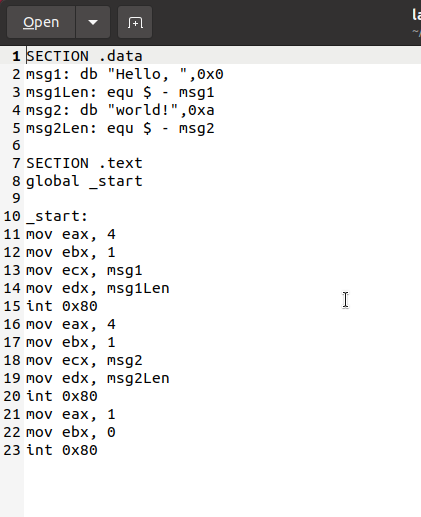 Open
la
~/
1 SECTION .data
2 msg1: db "Hello, ",0x0
3 msg1Len: equ $ - msg1
4 msg2: db "world!",0xa
5 msg2Len: equ $ - msg2
6
7 SECTION .text
8 global _start
9
10 _start:
11 mov eax, 4
12 mov ebx, 1
13 mov ecx, msg1
14 mov edx, msg1Len
15 int 0x80
16 mov eax, 4
17 mov ebx, 1
18 mov ecx, msg2
19 mov edx, msg2Len
20 int 0x80
21 mov eax, 1
22 mov ebx, 0
23 int 0x80